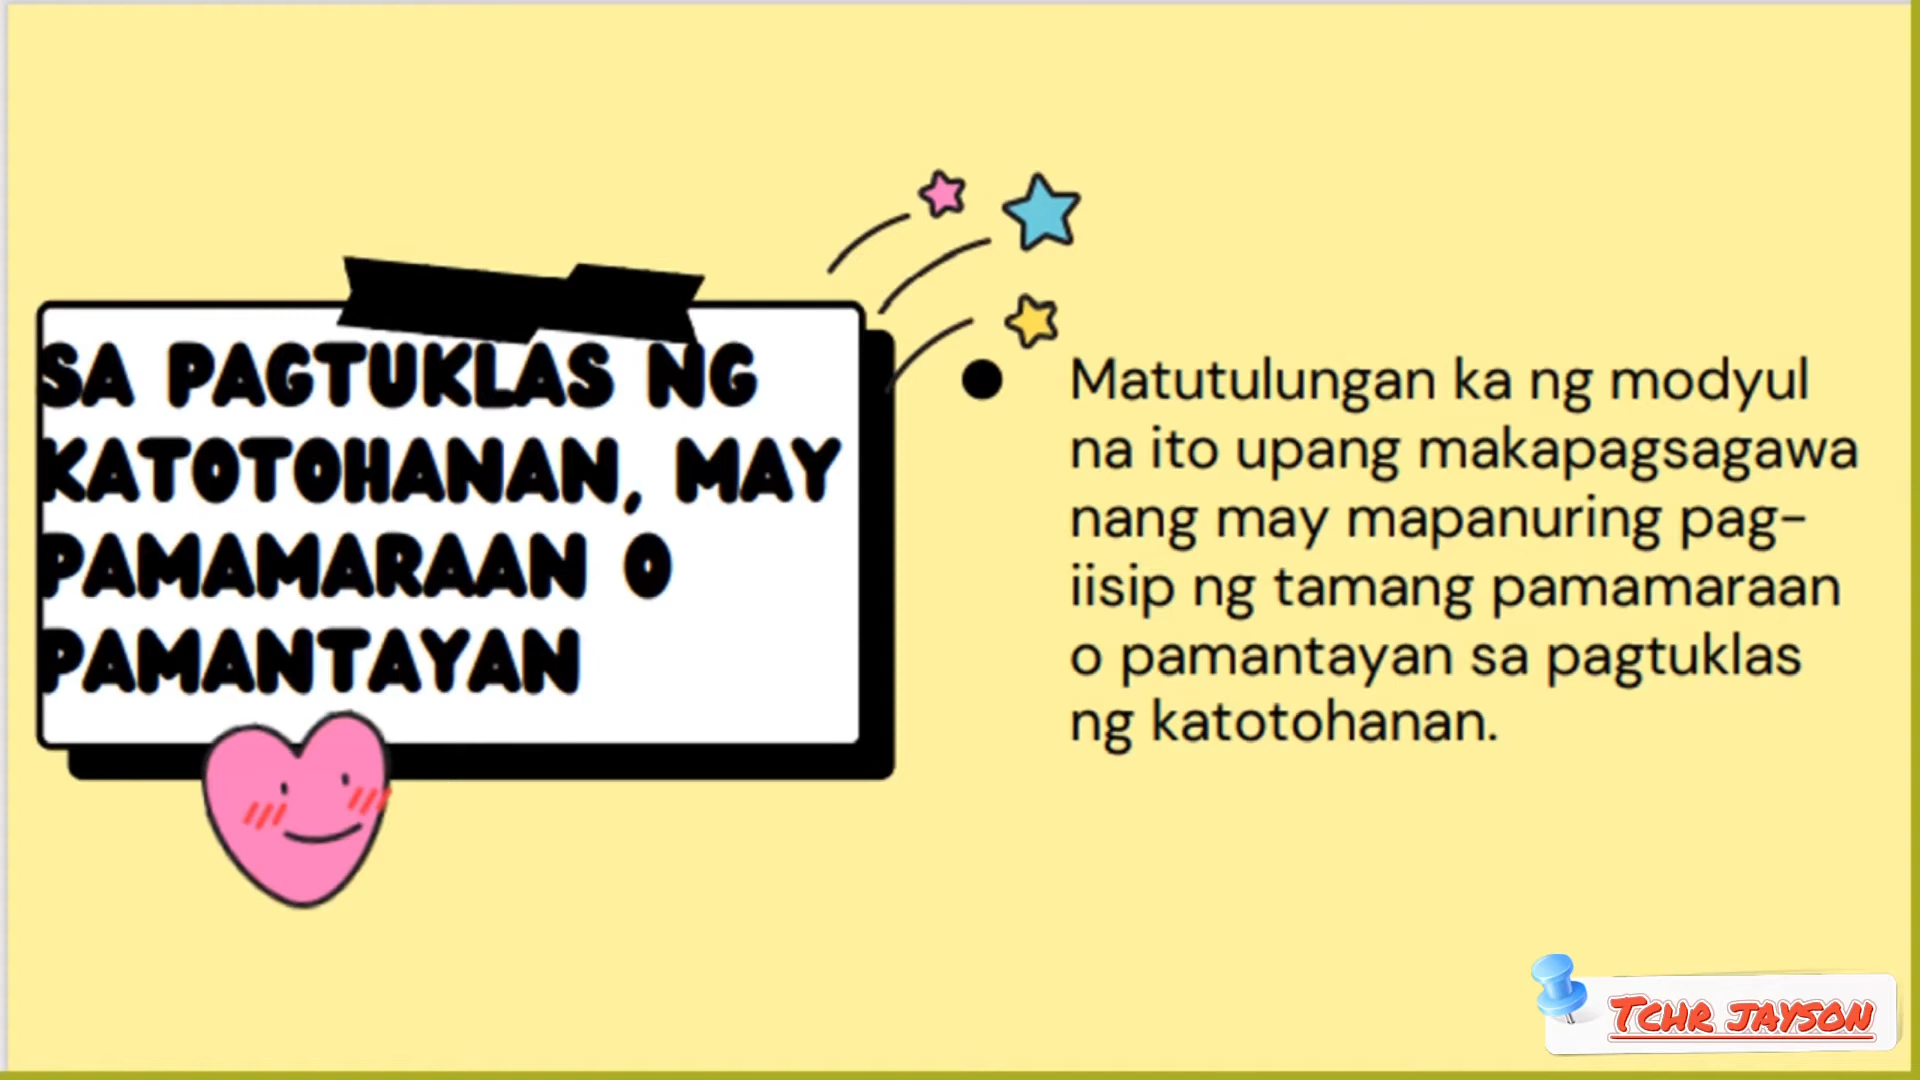 SA PAGTUKLAS NG
KATOTOHANAN, MAY
PAMAMARAAN O
PAMANTAYAN
● Matutulungan ka ng modyul
na ito upang makapagsagawa
nang may mapanuring pag-
iisip ng tamang pamamaraan
o pamantayan sa pagtuklas
ng katotohanan.
TCHR JAYSON